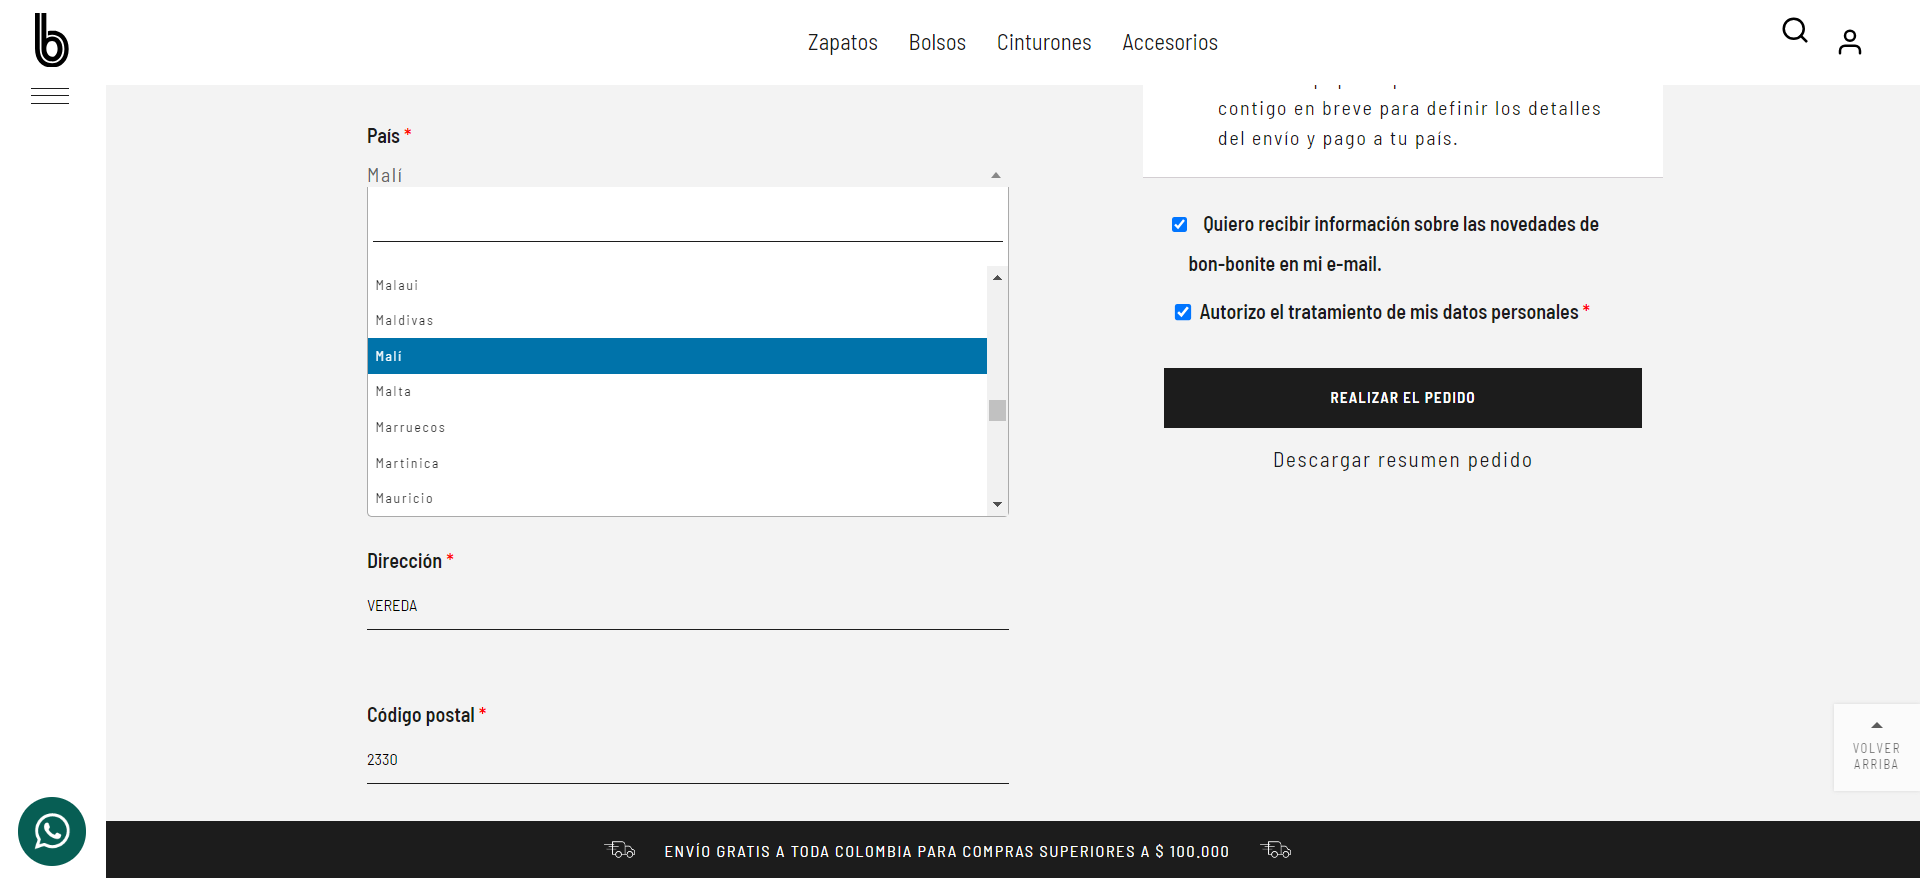 b
Zapatos Bolsos Cinturones Accesorios
País *
Malí
Malaui
Maldivas
Malí
Malta
Marruecos
Martinica
Mauricio
Dirección *
VEREDA
Código postal *
2330
contigo en breve para definir los detalles
del envío y pago a tu país.
Quiero recibir información sobre las novedades de
bon-bonite en mi e-mail.
Autorizo el tratamiento de mis datos personales *
REALIZAR EL PEDIDO
Descargar resumen pedido
VOLVER
ARRIBA
ENVÍO GRATIS A TODA COLOMBIA PARA COMPRAS SUPERIORES A $ 100.000